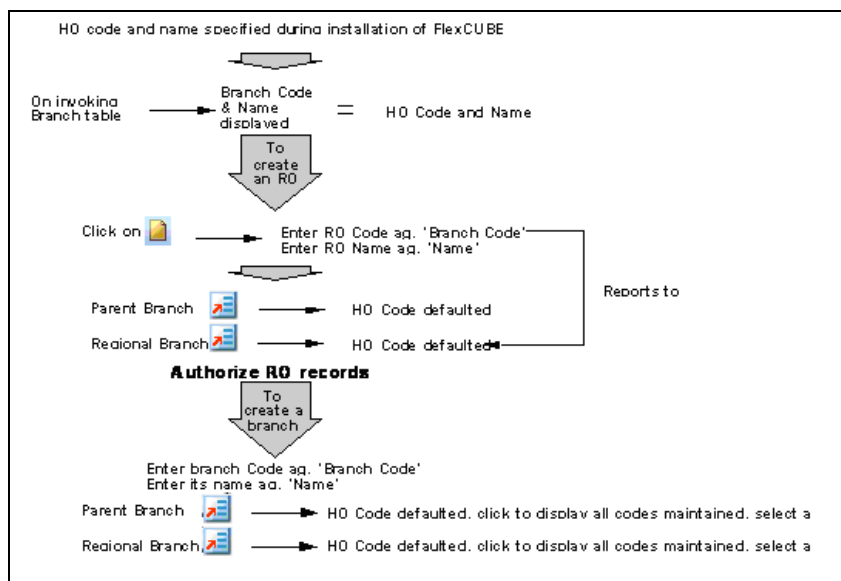 HO code and name specified during installation of FlexCUBE
On invoking
Branch table
Branch Code
& Name
displayed
=
HO Code and Name
To
create
an RO
Click on
Enter RO Code ag. 'Branch Code'
Enter RO Name ag. 'Name'
Reports to
Parent Branch
HO Code defaulted
Regional Branch
HO Code defaulted
Authorize RO records
To
create a
branch
Enter branch Code ag. 'Branch Code'
Enter its name ag. 'Name'
Parent Branch
HO Code defaulted. click to display all codes maintained. select a
Regional Branch
HO Code defaulted. click to display all codes maintained. select a